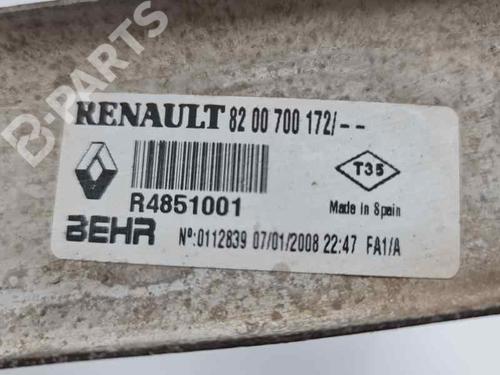 B-PARTS
RENAULT 82 00 700 172/--
T35
R4851001
Made in Spain
BEHR Nº:0112839 07/01/2008 22:47 FA1/A